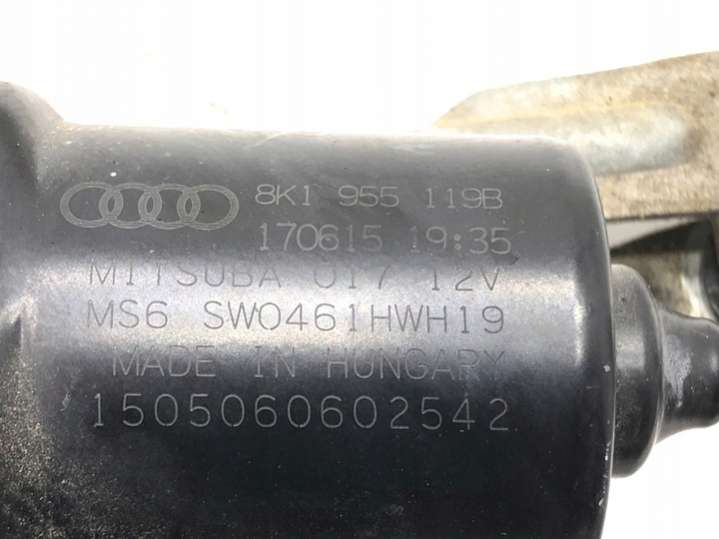 8K1 955 119B
170615 19:35
MITSUBA 017 12V
MS6 SW0461HWH19
MADE IN HUNGARY
1505060602542